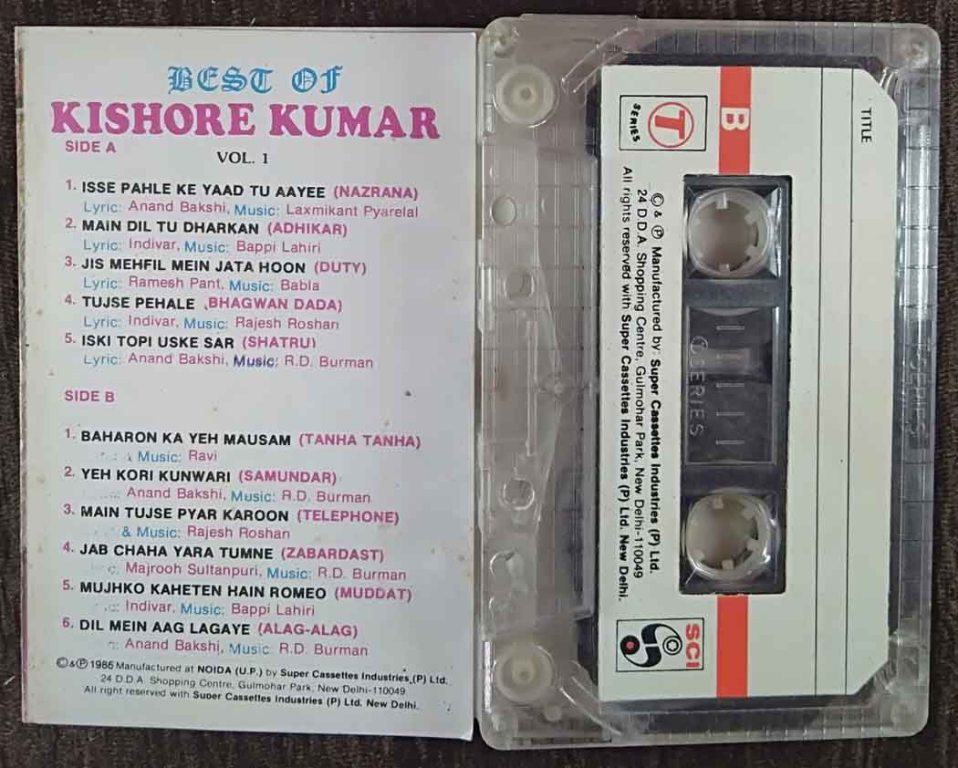 BEST OF
KISHORE KUMAR
SIDE A
VOL. 1
1. ISSE PAHLE KE YAAD TU AAYEE (NAZRANA)
Lyric: Anand Bakshi, Music: Laxmikant Pyarelal
2. MAIN DIL TU DHARKAN (ADHIKAR)
Lyric: Indivar, Music: Bappi Lahiri
3. JIS MEHFIL MEIN JATA HOON (DUTY)
Lyric: Ramesh Pant, Music: Babla
4. TUJSE PEHALE (BHAGWAN DADA)
Lyric: Indivar, Music: Rajesh Roshan
5. ISKI TOPI USKE SAR (SHATRU)
Lyric: Anand Bakshi, Music: R.D. Burman
SIDE B
1. BAHARON KA YEH MAUSAM (TANHA TANHA)
& Music: Ravi
2. YEH KORI KUNWARI (SAMUNDAR)
Anand Bakshi, Music: R.D. Burman
3. MAIN TUJSE PYAR KAROON (TELEPHONE)
& Music: Rajesh Roshan
4. JAB CHAHA YARA TUMNE (ZABARDAST)
Majrooh Sultanpuri, Music: R.D. Burman
5. MUJHKO KAHETEN HAIN ROMEO (MUDDAT)
Indivar, Music: Bappi Lahiri
6. DIL MEIN AAG LAGAYE (ALAG-ALAG)
Anand Bakshi, Music: R.D. Burman
©&℗ 1986 Manufactured at NOIDA (U.P.) by Super Cassettes Industries (P) Ltd.
24 D.D.A. Shopping Centre, Gulmohar Park, New Delhi-110049
All right reserved with Super Cassettes Industries (P) Ltd. New Delhi.
TITLE
B
T
SERIES
© & ℗ Manufactured by: Super Cassettes Industries (P) Ltd.
24 D.D.A. Shopping Centre, Gulmohar Park, New Delhi-110049
All rights reserved with Super Cassettes Industries (P) Ltd. New Delhi.
SERIES
SERIES
SCI